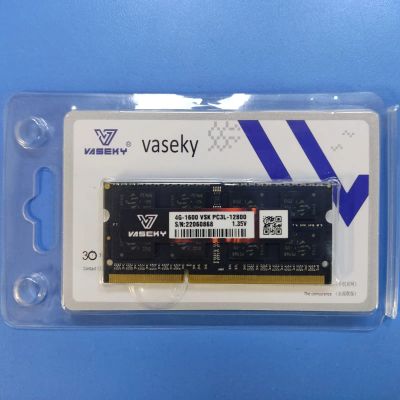 VASEKY
vaseky
VASEKY
4G-1600 VSK PC3L-12800
S/N:22060868
1.35V
30